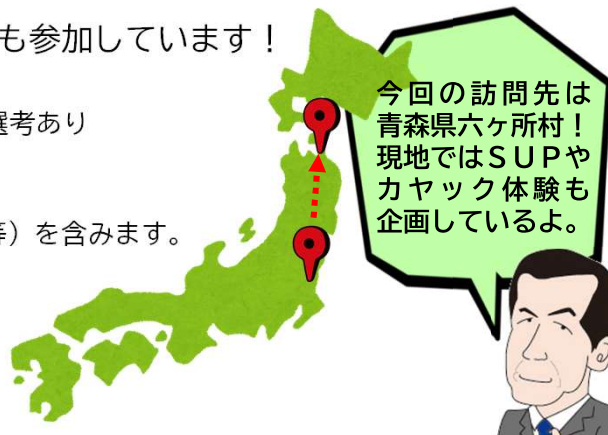 も参加しています！
選考あり
等）を含みます。
今回の訪問先は
青森県六ヶ所村！
現地ではＳＵＰや
カヤック体験も
企画しているよ。